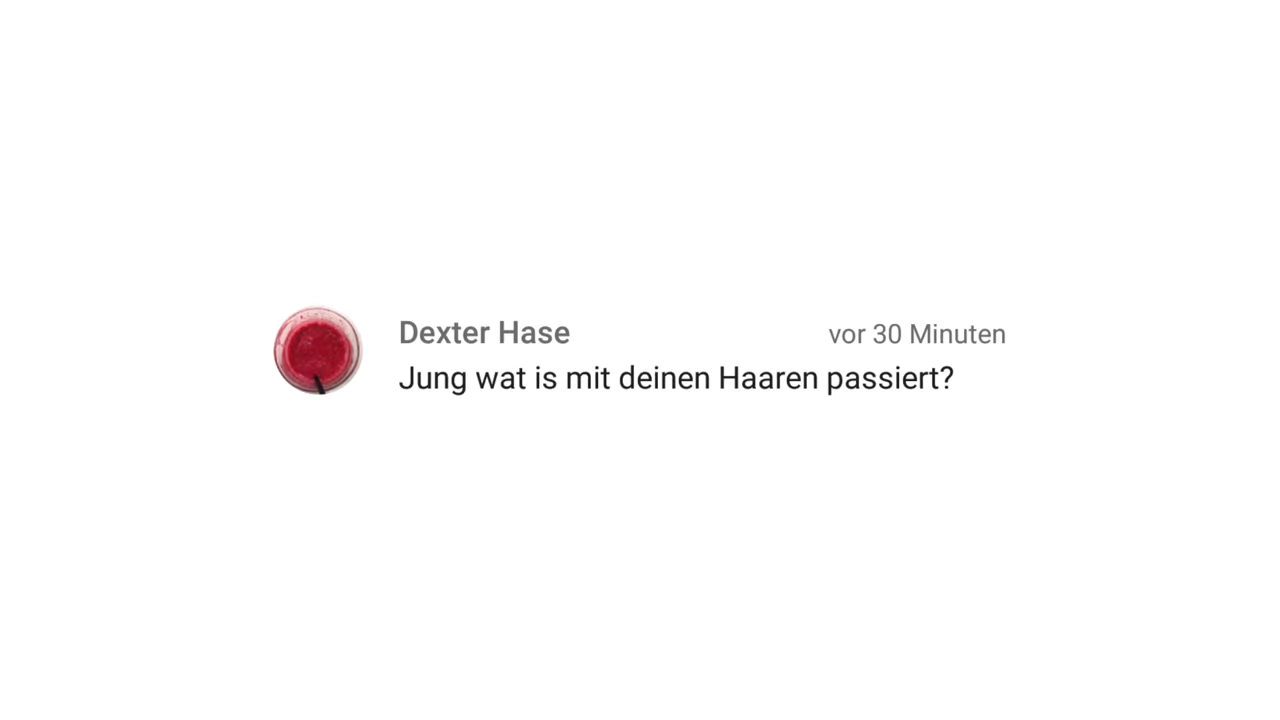 Dexter Hase vor 30 Minuten
Jung wat is mit deinen Haaren passiert?